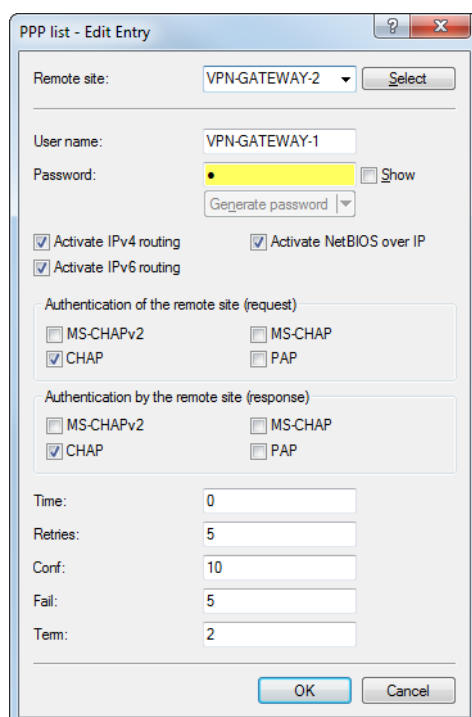 PPP list - Edit Entry
Remote site: VPN-GATEWAY-2 Select
User name: VPN-GATEWAY-1
Password: ● Show
Generate password
Activate IPv4 routing Activate NetBIOS over IP
Activate IPv6 routing
Authentication of the remote site (request)
MS-CHAPv2 MS-CHAP
CHAP PAP
Authentication by the remote site (response)
MS-CHAPv2 MS-CHAP
CHAP PAP
Time: 0
Retries: 5
Conf: 10
Fail: 5
Term: 2
OK Cancel